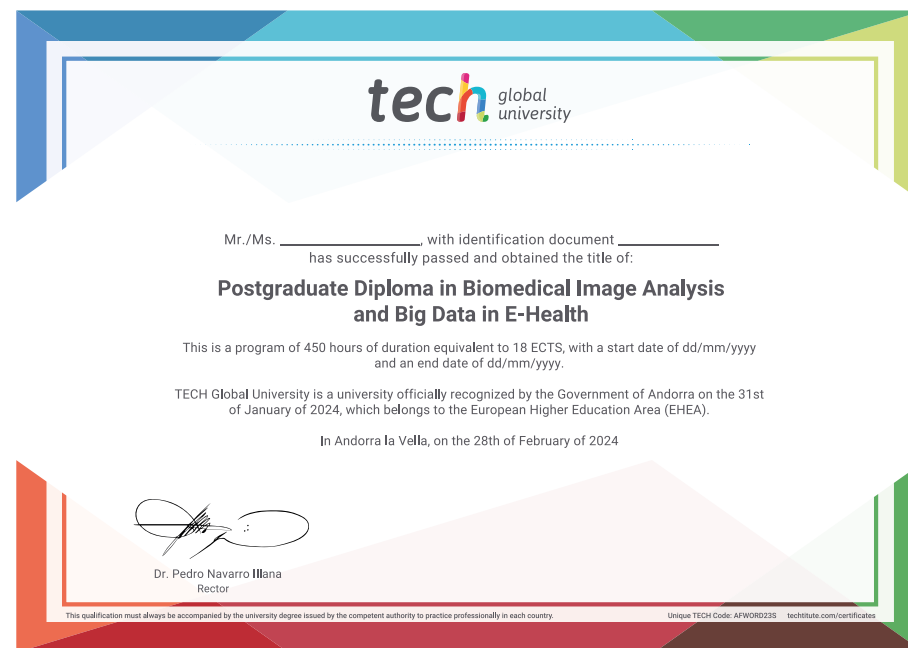 tech global university
Mr./Ms. ____________________, with identification document ______________
has successfully passed and obtained the title of:
Postgraduate Diploma in Biomedical Image Analysis
and Big Data in E-Health
This is a program of 450 hours of duration equivalent to 18 ECTS, with a start date of dd/mm/yyyy
and an end date of dd/mm/yyyy.
TECH Global University is a university officially recognized by the Government of Andorra on the 31st
of January of 2024, which belongs to the European Higher Education Area (EHEA).
In Andorra la Vella, on the 28th of February of 2024
Dr. Pedro Navarro Illana
Rector
This qualification must always be accompanied by the university degree issued by the competent authority to practice professionally in each country. Unique TECH Code: AFWORD23S techtitute.com/certificates